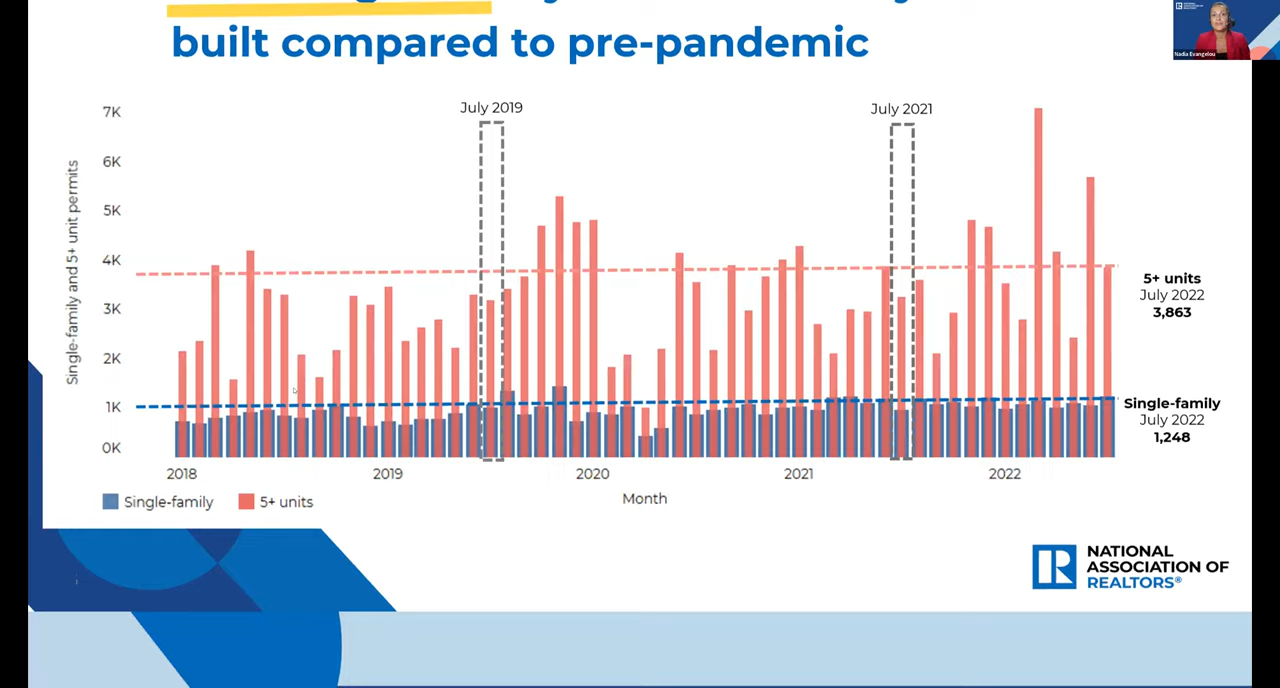 built compared to pre-pandemic
Nadia Evangelou
July 2019
July 2021
7K
6K
5K
4K
3K
2K
1K
0K
Single-family and 5+ unit permits
5+ units
July 2022
3,863
Single-family
July 2022
1,248
2018
2019
2020
2021
2022
Month
Single-family
5+ units
NATIONAL
ASSOCIATION OF
REALTORS®